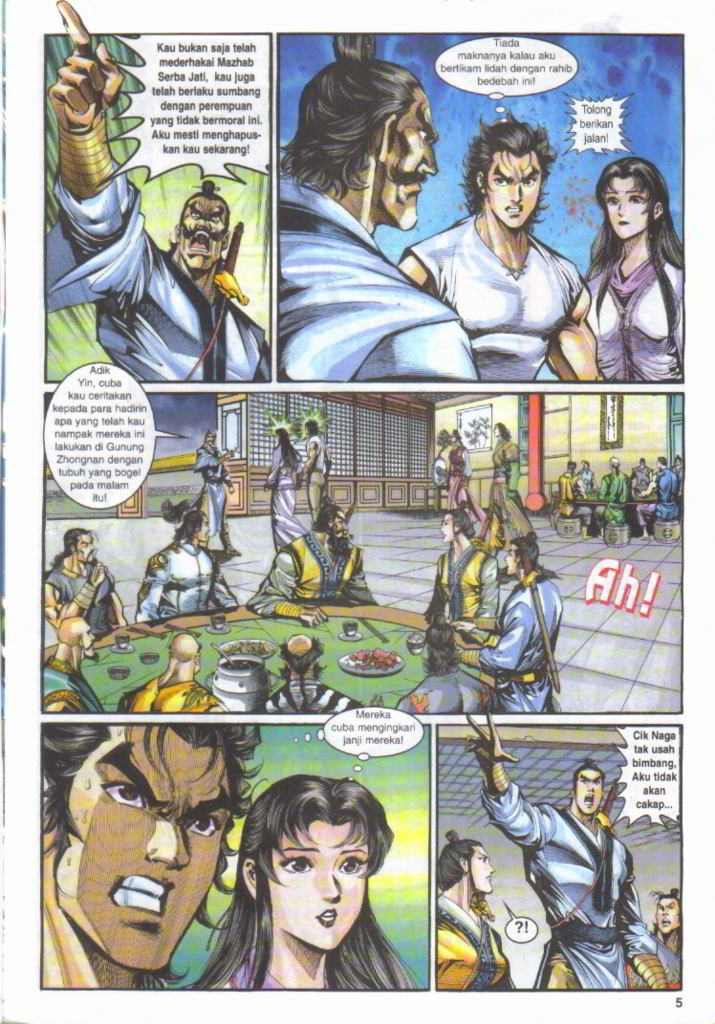 Kau bukan saja telah
mederhakai Mazhab
Serba Jati, kau juga
telah berlaku sumbang
dengan perempuan
yang tidak bermoral ini.
Aku mesti menghapus-
kan kau sekarang!
Tiada
maknanya kalau aku
bertikam lidah dengan rahib
bedebah ini!
Tolong
berikan
jalan!
Adik
Yin, cuba
kau ceritakan
kepada para hadirin
apa yang telah kau
nampak mereka ini
lakukan di Gunung
Zhongnan dengan
tubuh yang bogel
pada malam
itu!
Ah!
Mereka
cuba mengingkari
janji mereka!
Cik Naga
tak usah
bimbang,
Aku tidak
akan
cakap...
?!
5